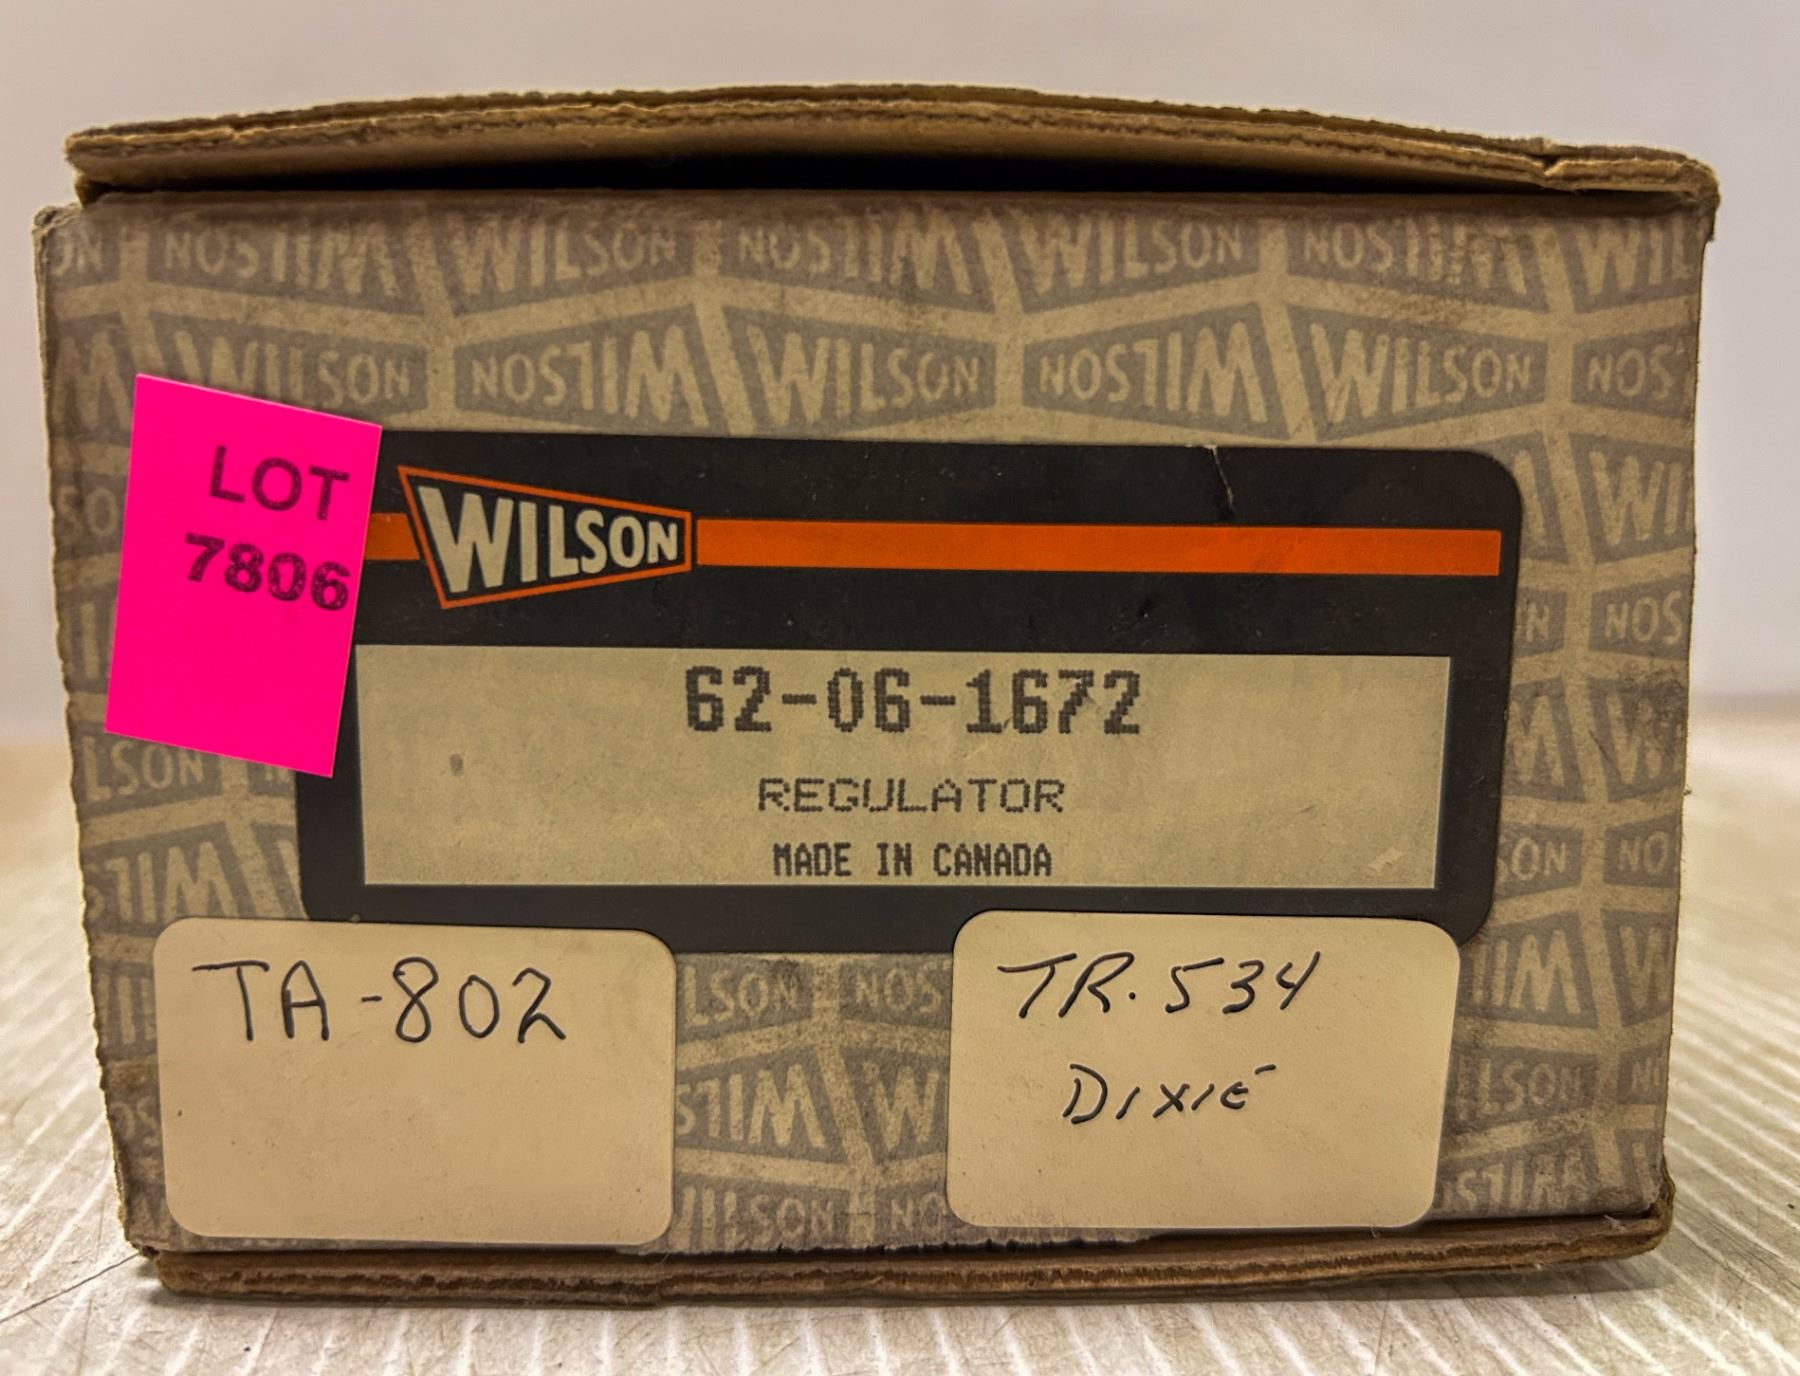 LOT
7806
WILSON
62-06-1672
REGULATOR
MADE IN CANADA
TA-802
TR. 534
DIXIE